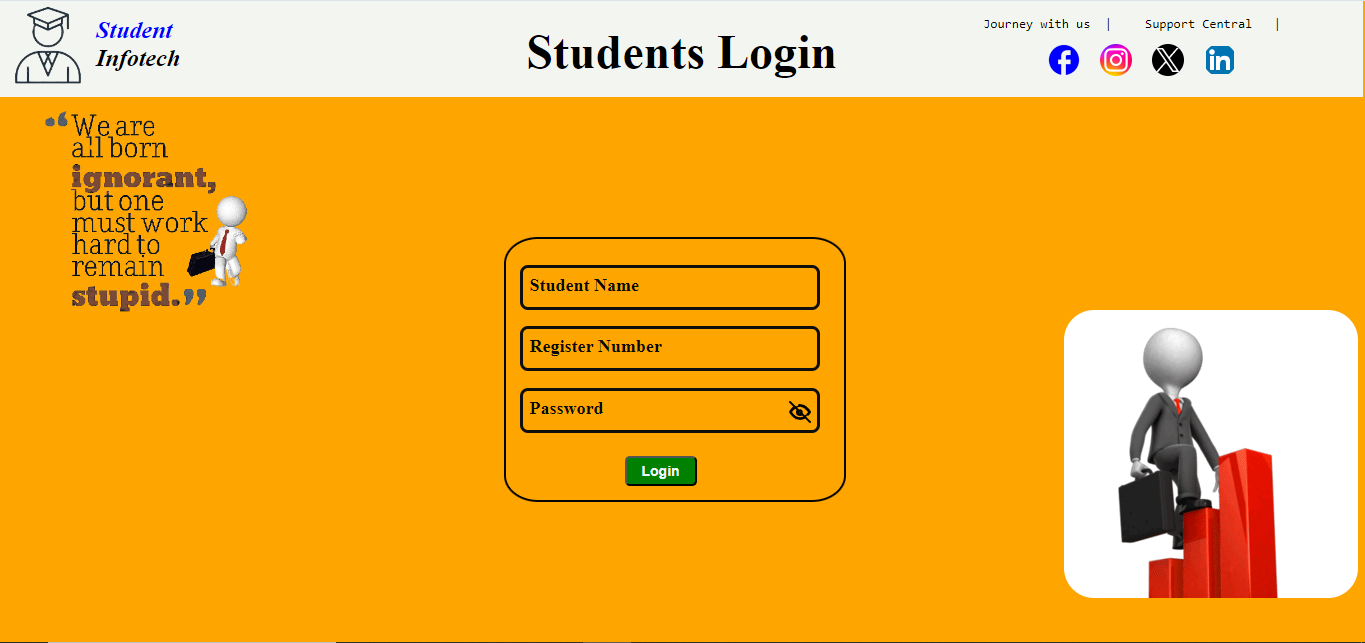 Student
Infotech
Students Login
Journey with us | Support Central |
“We are
all born
ignorant,
but one
must work
hard to
remain
stupid.”
Student Name
Register Number
Password
Login